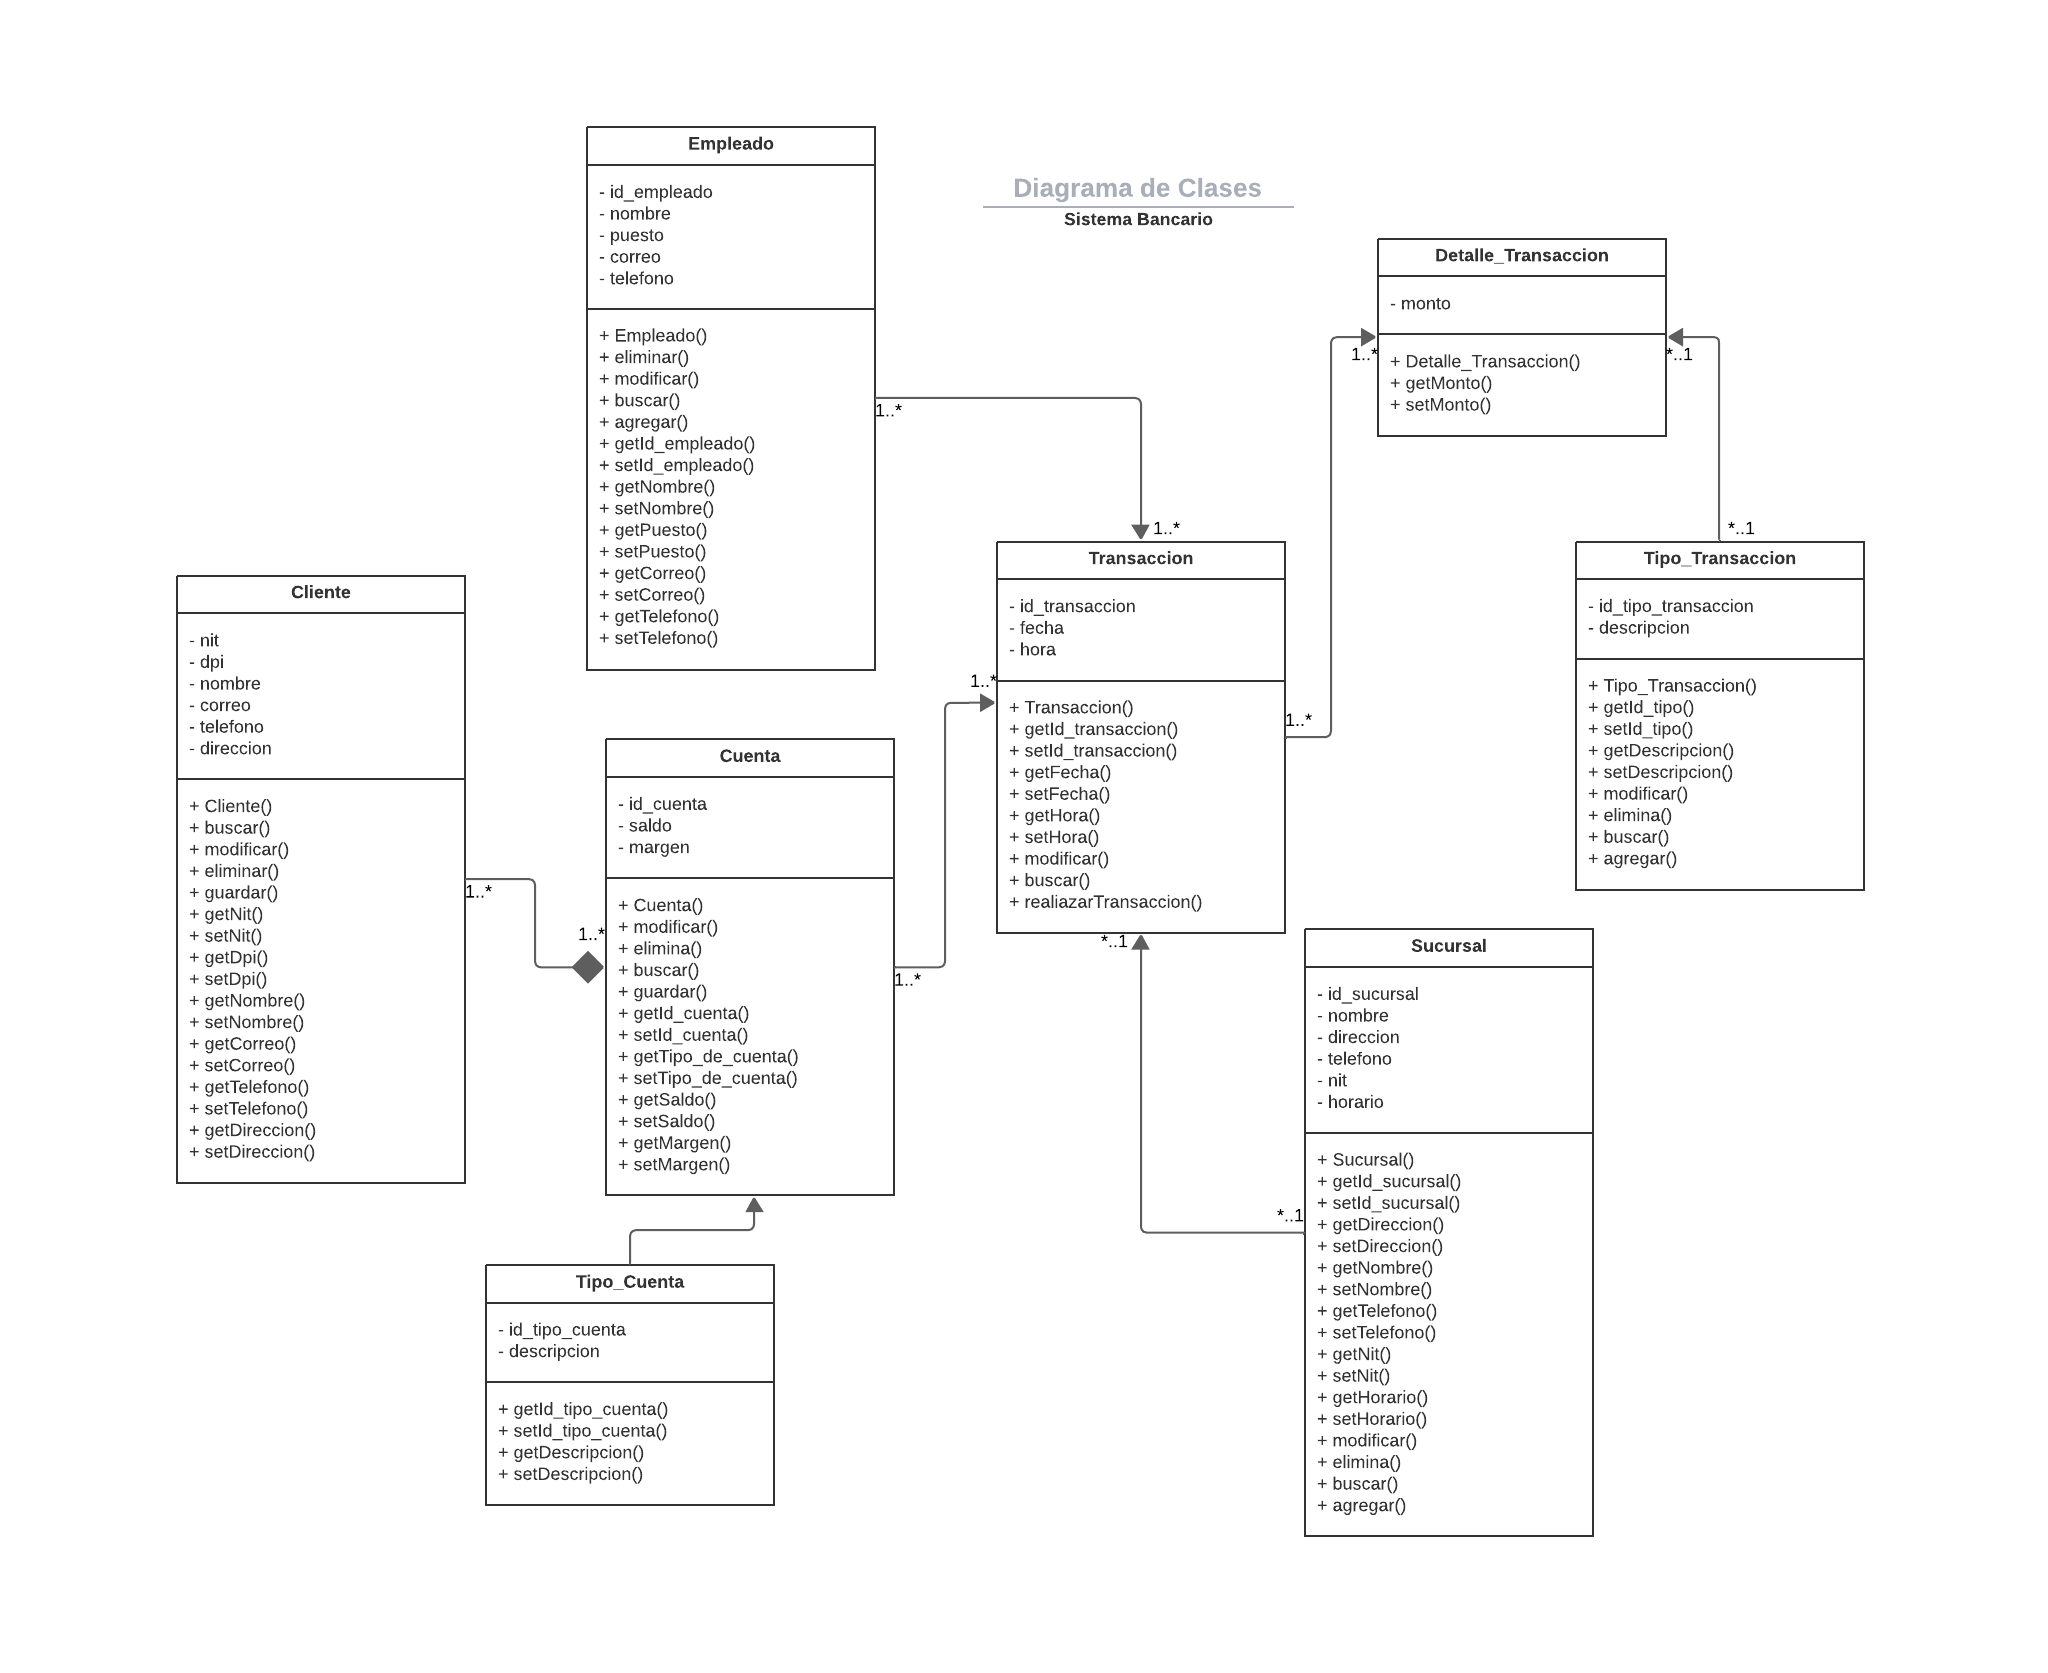 Diagrama de Clases
Sistema Bancario
Empleado
- id_empleado
- nombre
- puesto
- correo
- telefono
+ Empleado()
+ eliminar()
+ modificar()
+ buscar()
+ agregar()
+ getId_empleado()
+ setId_empleado()
+ getNombre()
+ setNombre()
+ getPuesto()
+ setPuesto()
+ getCorreo()
+ setCorreo()
+ getTelefono()
+ setTelefono()
1..*
1..*
Detalle_Transaccion
- monto
+ Detalle_Transaccion()
+ getMonto()
+ setMonto()
1..*
*..1
*..1
Transaccion
- id_transaccion
- fecha
- hora
+ Transaccion()
+ getId_transaccion()
+ setId_transaccion()
+ getFecha()
+ setFecha()
+ getHora()
+ setHora()
+ modificar()
+ buscar()
+ realiazarTransaccion()
1..*
1..*
*..1
Tipo_Transaccion
- id_tipo_transaccion
- descripcion
+ Tipo_Transaccion()
+ getId_tipo()
+ setId_tipo()
+ getDescripcion()
+ setDescripcion()
+ modificar()
+ elimina()
+ buscar()
+ agregar()
Cliente
- nit
- dpi
- nombre
- correo
- telefono
- direccion
+ Cliente()
+ buscar()
+ modificar()
+ eliminar()
+ guardar()
+ getNit()
+ setNit()
+ getDpi()
+ setDpi()
+ getNombre()
+ setNombre()
+ getCorreo()
+ setCorreo()
+ getTelefono()
+ setTelefono()
+ getDireccion()
+ setDireccion()
1..*
1..*
Cuenta
- id_cuenta
- saldo
- margen
+ Cuenta()
+ modificar()
+ elimina()
+ buscar()
+ guardar()
+ getId_cuenta()
+ setId_cuenta()
+ getTipo_de_cuenta()
+ setTipo_de_cuenta()
+ getSaldo()
+ setSaldo()
+ getMargen()
+ setMargen()
1..*
Sucursal
- id_sucursal
- nombre
- direccion
- telefono
- nit
- horario
+ Sucursal()
+ getId_sucursal()
+ setId_sucursal()
+ getDireccion()
+ setDireccion()
+ getNombre()
+ setNombre()
+ getTelefono()
+ setTelefono()
+ getNit()
+ setNit()
+ getHorario()
+ setHorario()
+ modificar()
+ elimina()
+ buscar()
+ agregar()
*..1
Tipo_Cuenta
- id_tipo_cuenta
- descripcion
+ getId_tipo_cuenta()
+ setId_tipo_cuenta()
+ getDescripcion()
+ setDescripcion()